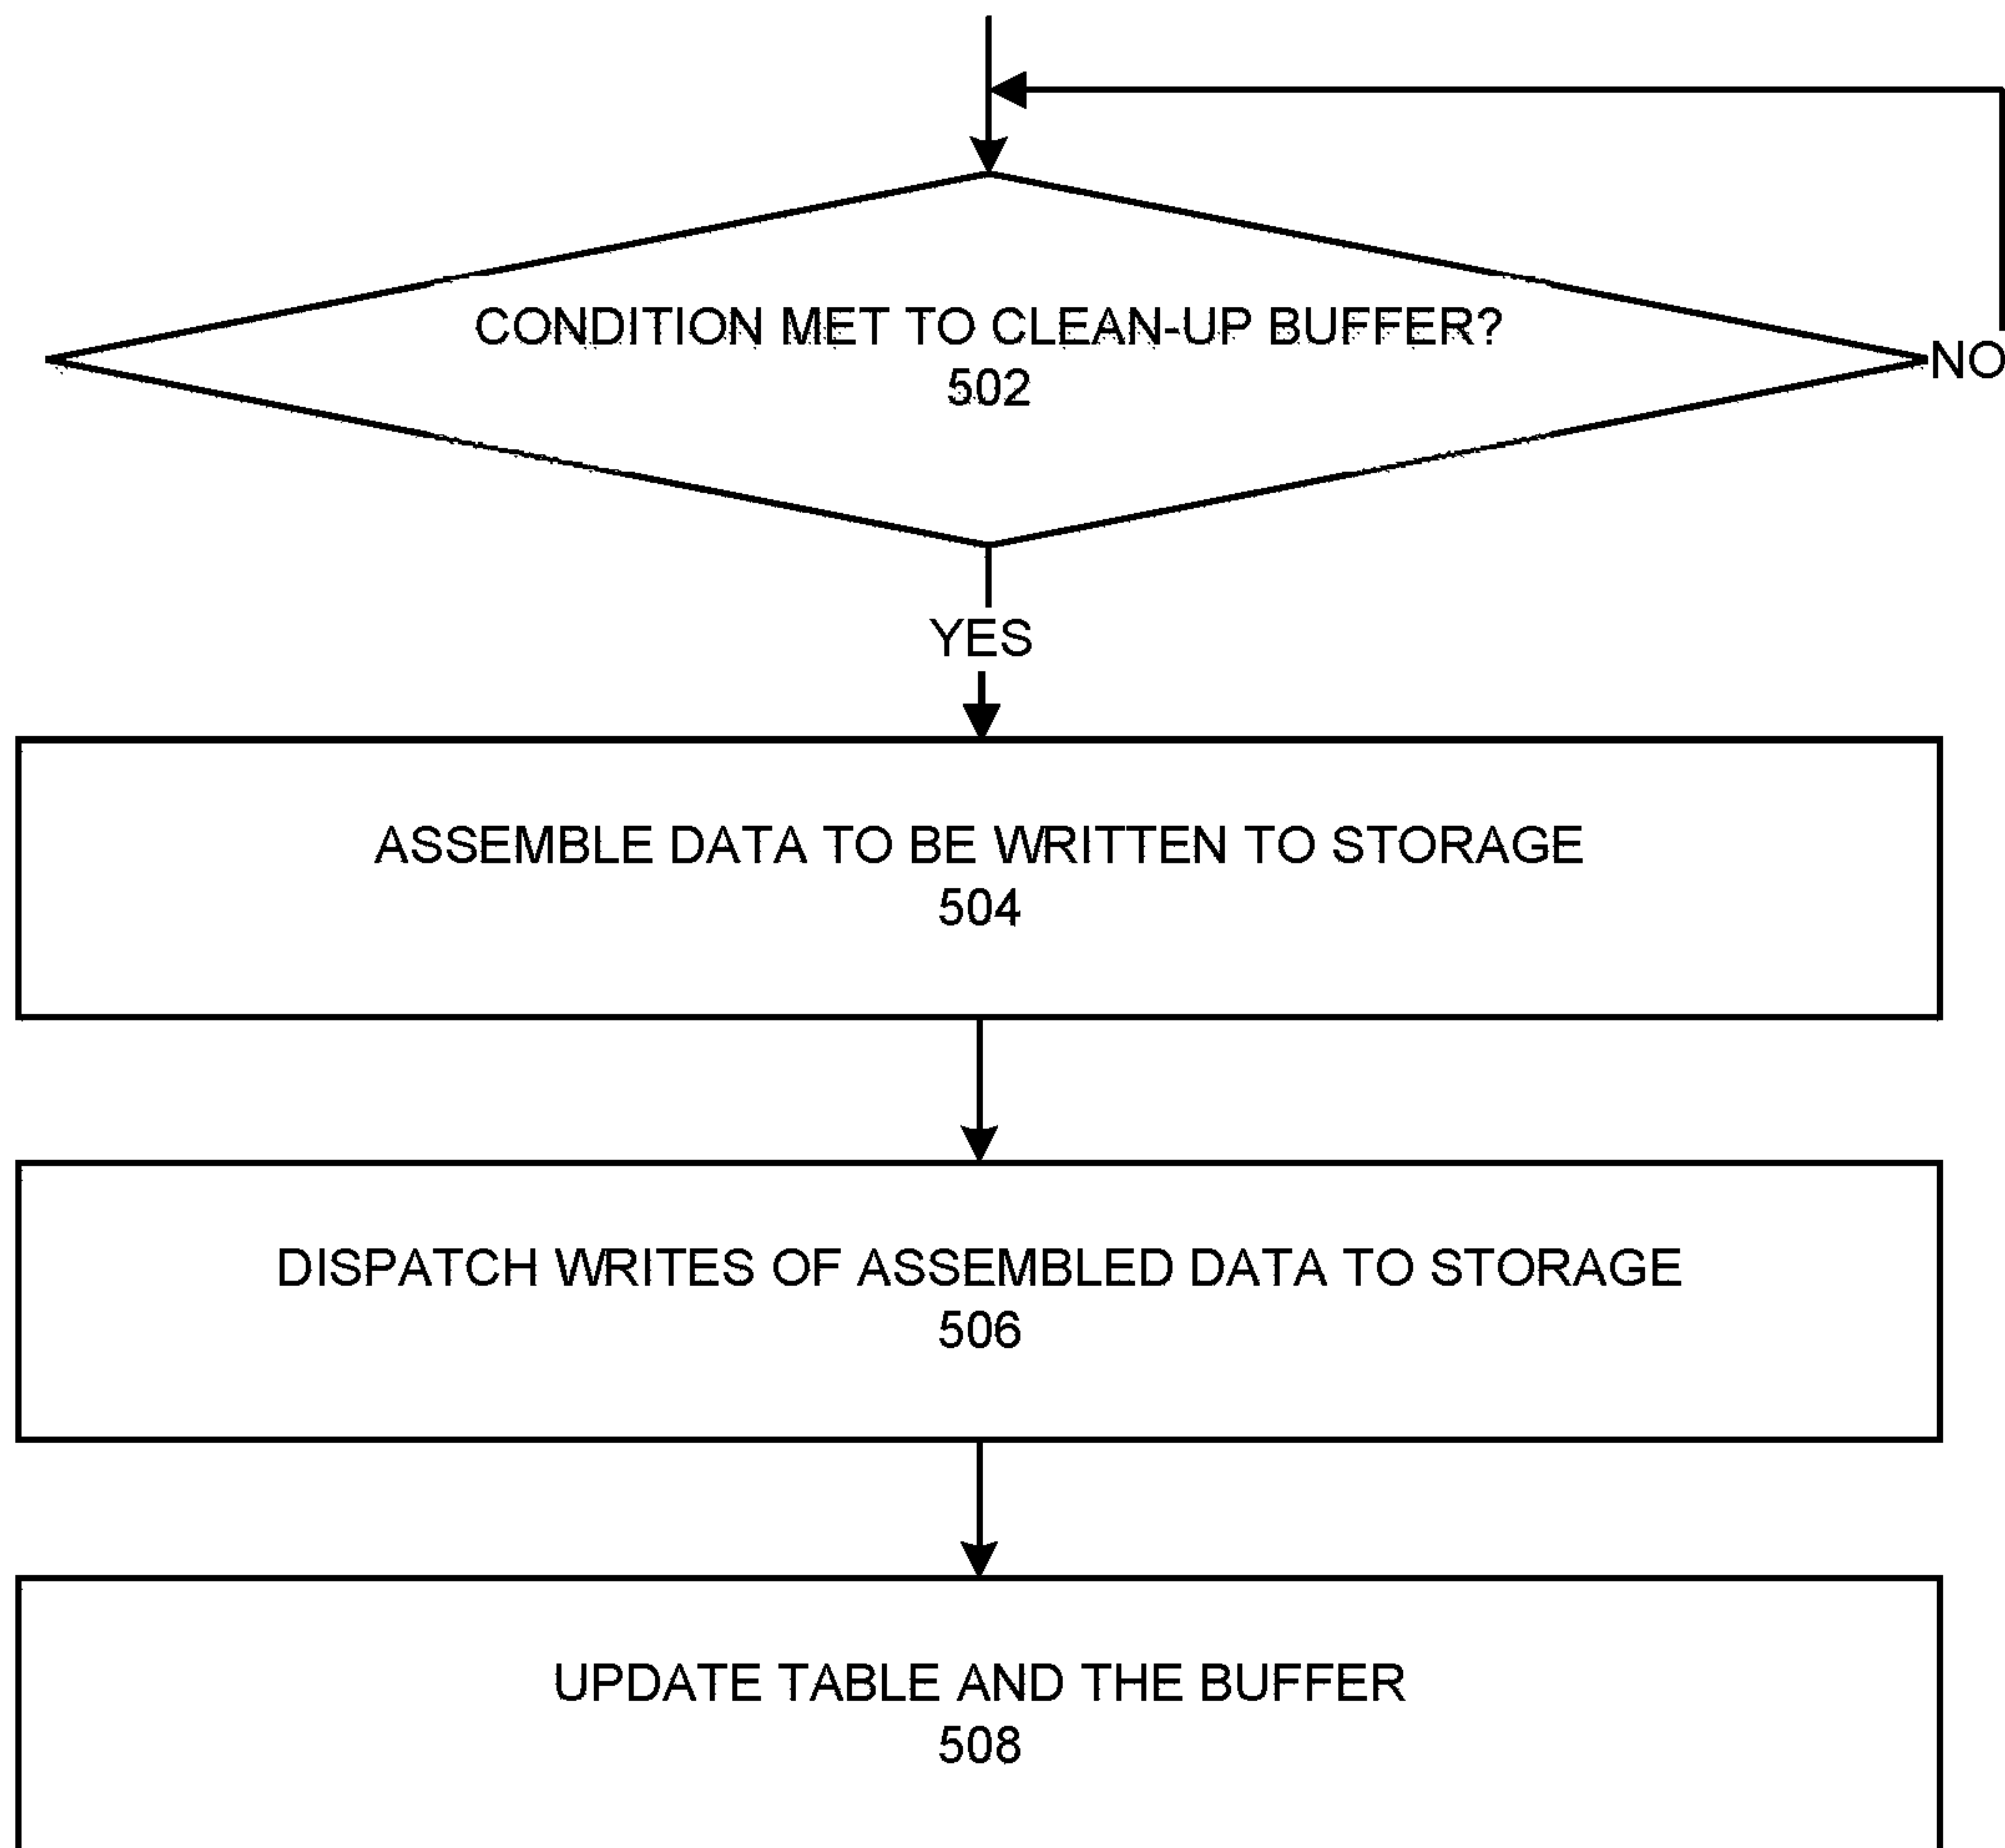 CONDITION MET TO CLEAN-UP BUFFER?
502
NO
YES
ASSEMBLE DATA TO BE WRITTEN TO STORAGE
504
DISPATCH WRITES OF ASSEMBLED DATA TO STORAGE
506
UPDATE TABLE AND THE BUFFER
508